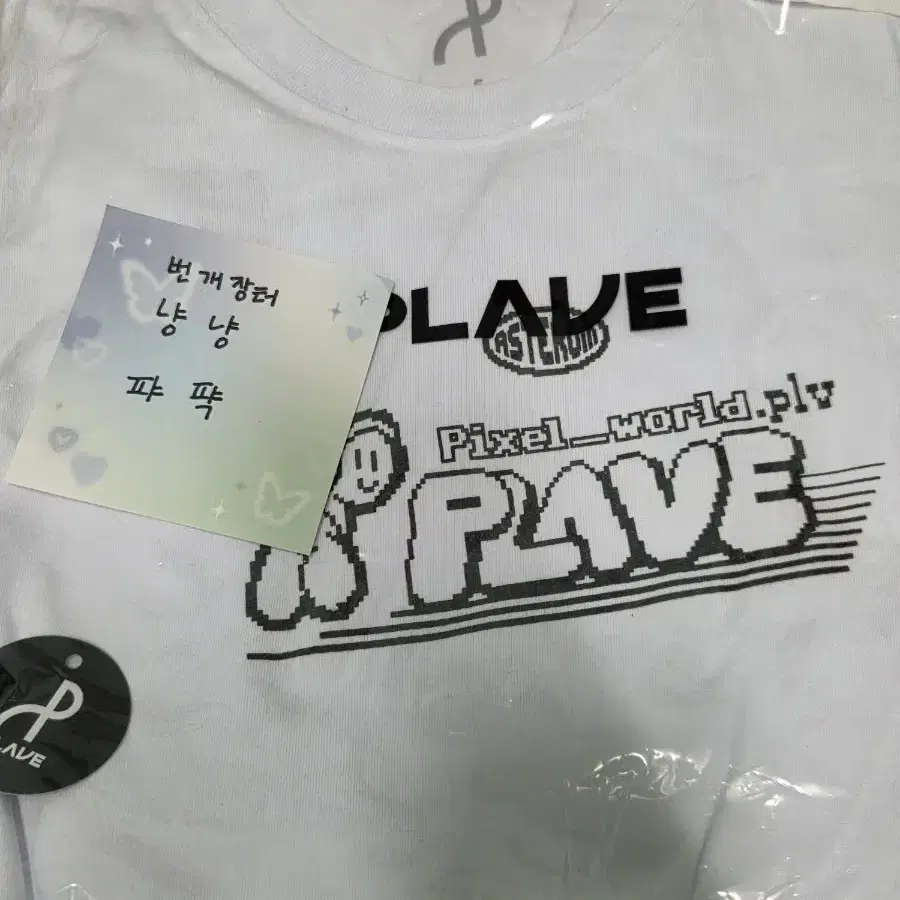 번개장터
냥 냥
퍄 퍅
PLAVE
ASTERUM
Pixel_world.plv
PLAVE
PLAVE